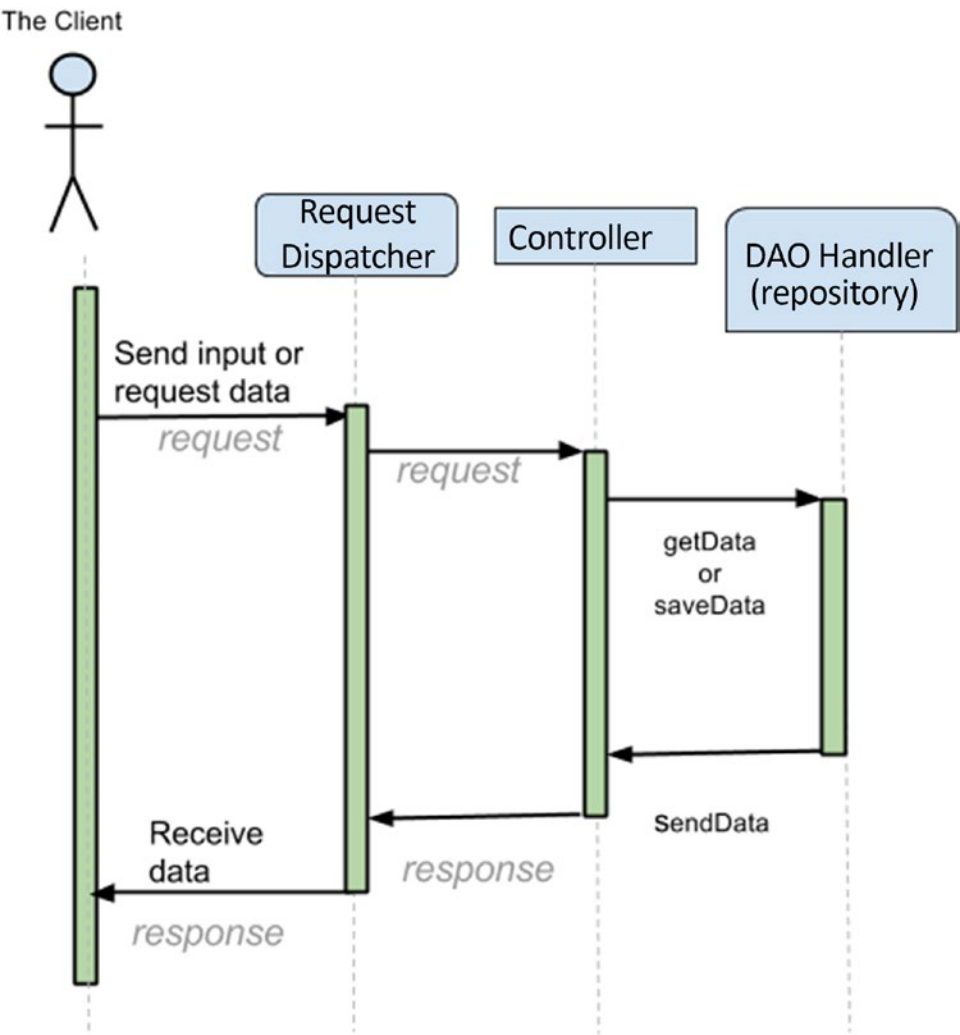 The Client
Request
Dispatcher
Controller
DAO Handler
(repository)
Send input or
request data
request
request
getData
or
saveData
sendData
Receive
data
response
response